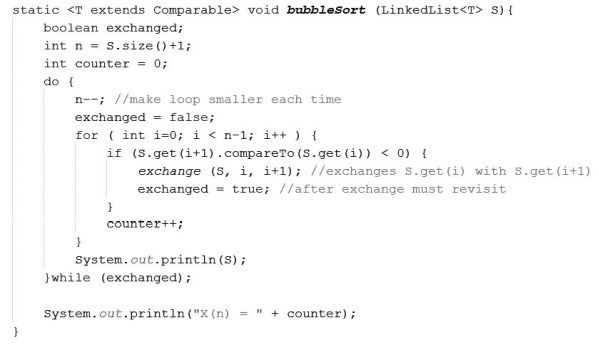 static <T extends Comparable> void bubbleSort (LinkedList<T> S){
    boolean exchanged;
    int n = S.size()+1;
    int counter = 0;
    do {
        n--; //make loop smaller each time
        exchanged = false;
        for ( int i=0; i < n-1; i++ ) {
            if (S.get(i+1).compareTo(S.get(i)) < 0) {
                exchange (S, i, i+1); //exchanges S.get(i) with S.get(i+1)
                exchanged = true; //after exchange must revisit
            }
            counter++;
        }
        System.out.println(S);
    }while (exchanged);

    System.out.println("X(n) = " + counter);
}